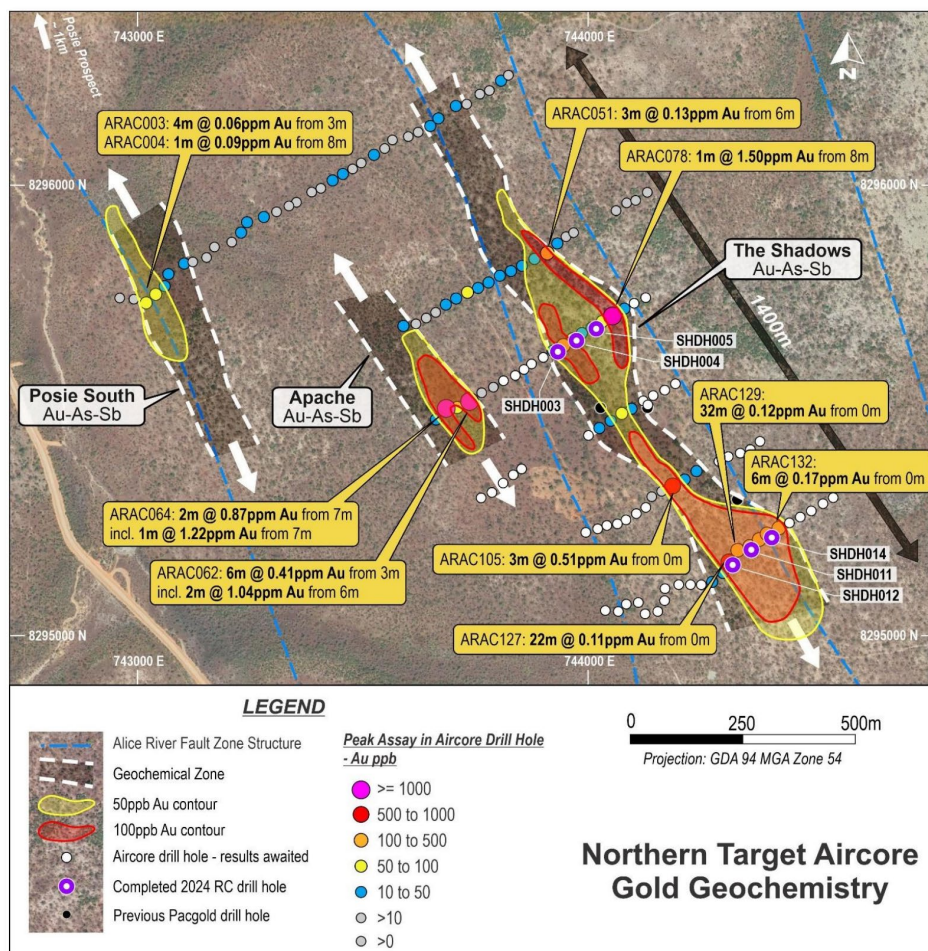 Posie Prospect
- 1km
743000 E
744000 E
N
ARAC003: 4m @ 0.06ppm Au from 3m
ARAC004: 1m @ 0.09ppm Au from 8m
ARAC051: 3m @ 0.13ppm Au from 6m
ARAC078: 1m @ 1.50ppm Au from 8m
8296000 N
8296000 N
The Shadows
Au-As-Sb
1400m
SHDH005
SHDH004
SHDH003
Posie South
Au-As-Sb
Apache
Au-As-Sb
ARAC129:
32m @ 0.12ppm Au from 0m
ARAC132:
6m @ 0.17ppm Au from 0m
ARAC064: 2m @ 0.87ppm Au from 7m
incl. 1m @ 1.22ppm Au from 7m
ARAC062: 6m @ 0.41ppm Au from 3m
incl. 2m @ 1.04ppm Au from 6m
ARAC105: 3m @ 0.51ppm Au from 0m
SHDH014
SHDH011
SHDH012
ARAC127: 22m @ 0.11ppm Au from 0m
8295000 N
8295000 N
743000 E
744000 E
LEGEND
Alice River Fault Zone Structure
Geochemical Zone
50ppb Au contour
100ppb Au contour
Aircore drill hole - results awaited
Completed 2024 RC drill hole
Previous Pacgold drill hole
Peak Assay in Aircore Drill Hole
- Au ppb
>= 1000
500 to 1000
100 to 500
50 to 100
10 to 50
>10
>0
0 250 500m
Projection: GDA 94 MGA Zone 54
Northern Target Aircore
Gold Geochemistry